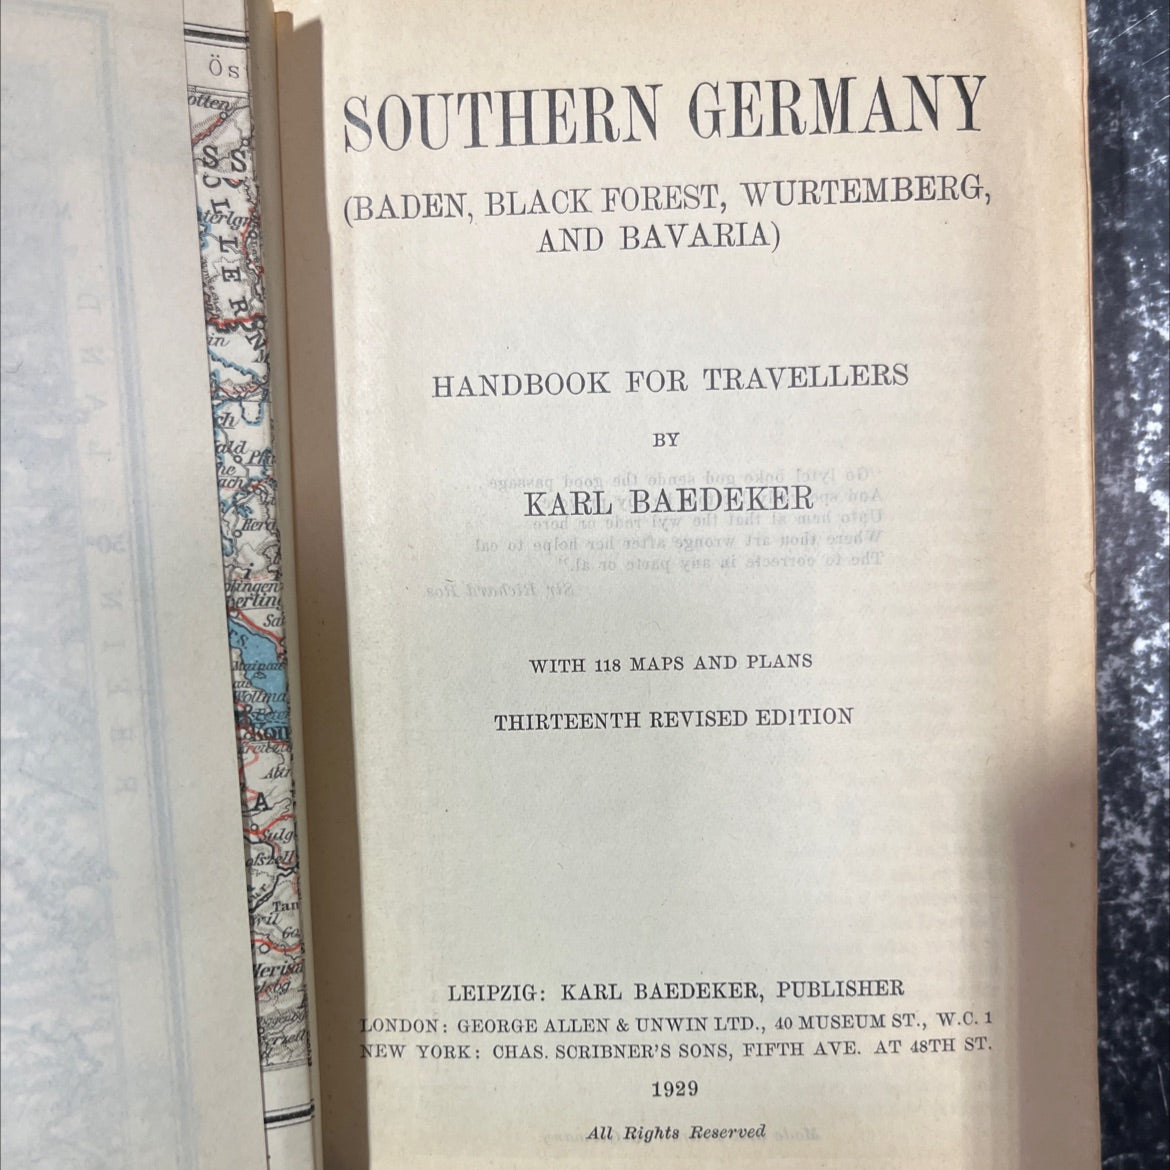 SOUTHERN GERMANY
(BADEN, BLACK FOREST, WURTEMBERG,
AND BAVARIA)
HANDBOOK FOR TRAVELLERS
BY
KARL BAEDEKER
WITH 118 MAPS AND PLANS
THIRTEENTH REVISED EDITION
LEIPZIG: KARL BAEDEKER, PUBLISHER
LONDON: GEORGE ALLEN & UNWIN LTD., 40 MUSEUM ST., W.C. 1
NEW YORK: CHAS. SCRIBNER'S SONS, FIFTH AVE. AT 48TH ST.
1929
All Rights Reserved